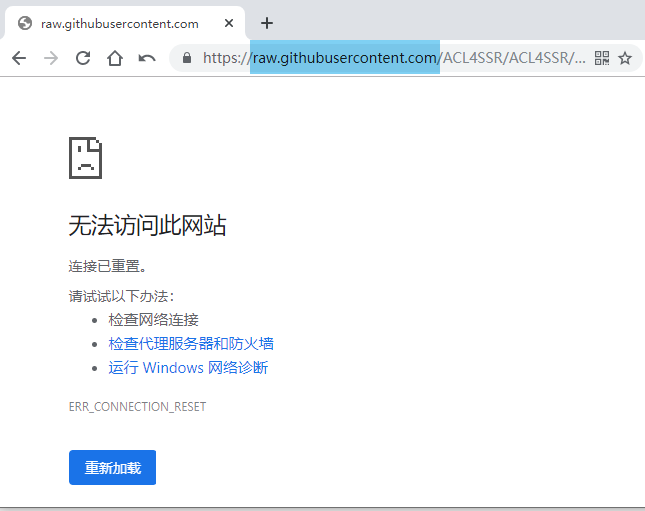 raw.githubusercontent.com
https://raw.githubusercontent.com/ACL4SSR/ACL4SSR/...
无法访问此网站
连接已重置。
请试试以下办法：
检查网络连接
检查代理服务器和防火墙
运行 Windows 网络诊断
ERR_CONNECTION_RESET
重新加载